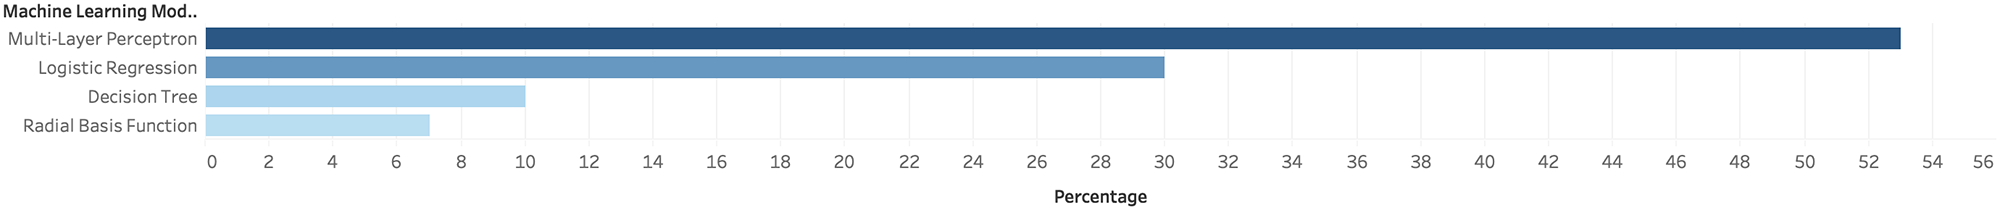 Machine Learning Mod..
Multi-Layer Perceptron
Logistic Regression
Decision Tree
Radial Basis Function
0 2 4 6 8 10 12 14 16 18 20 22 24 26 28 30 32 34 36 38 40 42 44 46 48 50 52 54 56
Percentage